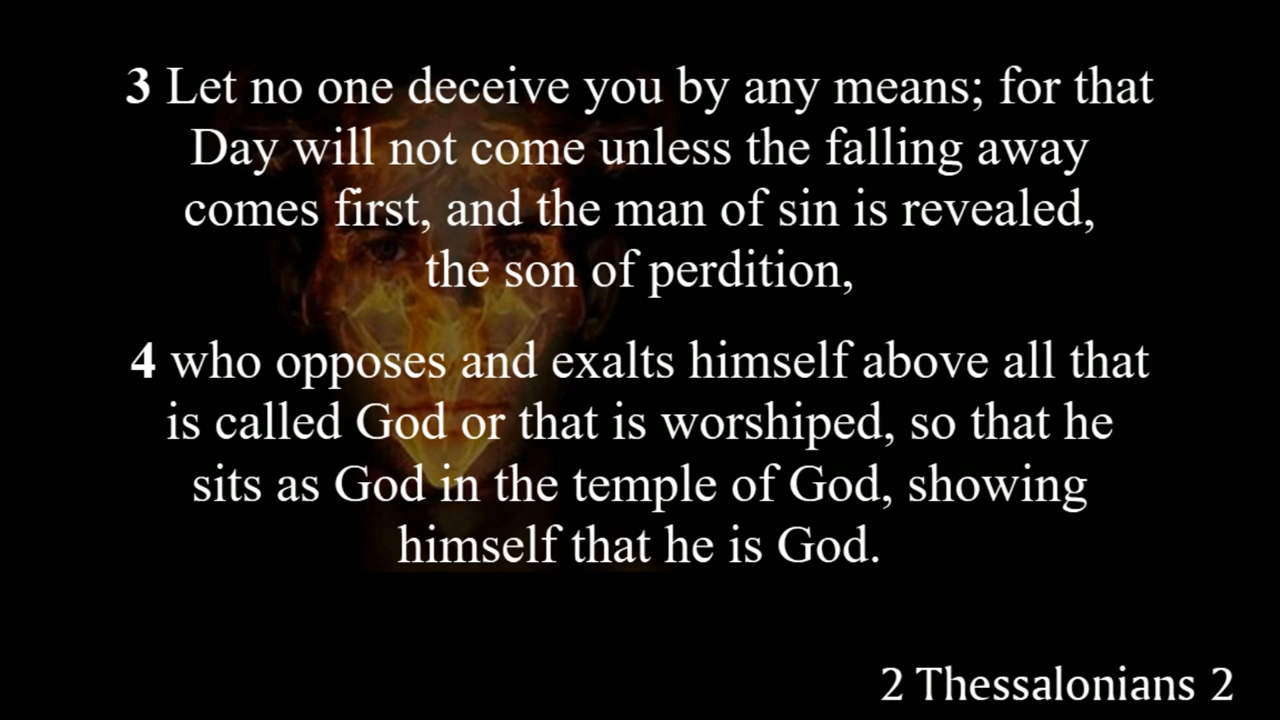 3 Let no one deceive you by any means; for that
Day will not come unless the falling away
comes first, and the man of sin is revealed,
the son of perdition,
4 who opposes and exalts himself above all that
is called God or that is worshiped, so that he
sits as God in the temple of God, showing
himself that he is God.
2 Thessalonians 2